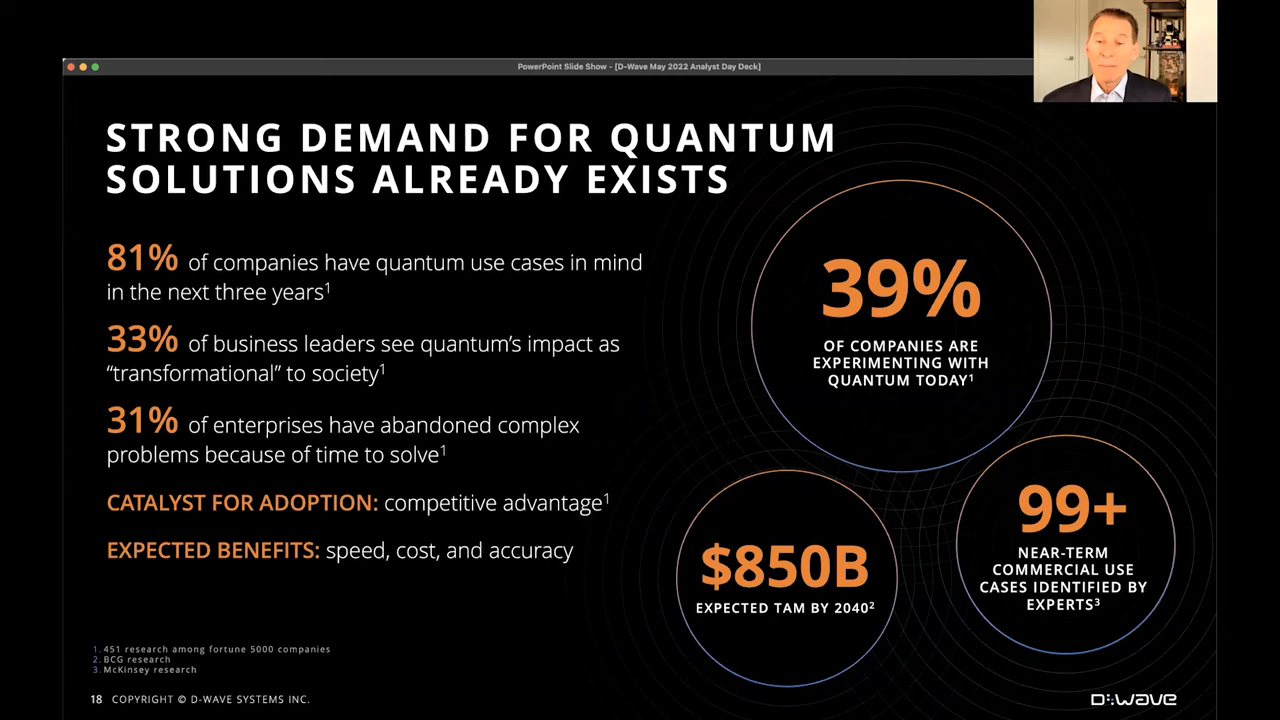 PowerPoint Slide Show - [D-Wave May 2022 Analyst Day Deck]
STRONG DEMAND FOR QUANTUM
SOLUTIONS ALREADY EXISTS
81% of companies have quantum use cases in mind
in the next three years¹
33% of business leaders see quantum’s impact as
“transformational” to society¹
31% of enterprises have abandoned complex
problems because of time to solve¹
CATALYST FOR ADOPTION: competitive advantage¹
EXPECTED BENEFITS: speed, cost, and accuracy
39%
OF COMPANIES ARE
EXPERIMENTING WITH
QUANTUM TODAY¹
$850B
EXPECTED TAM BY 2040²
99+
NEAR-TERM
COMMERCIAL USE
CASES IDENTIFIED BY
EXPERTS³
1. 451 research among fortune 5000 companies
2. BCG research
3. McKinsey research
18 COPYRIGHT © D-WAVE SYSTEMS INC.
D:WAVE